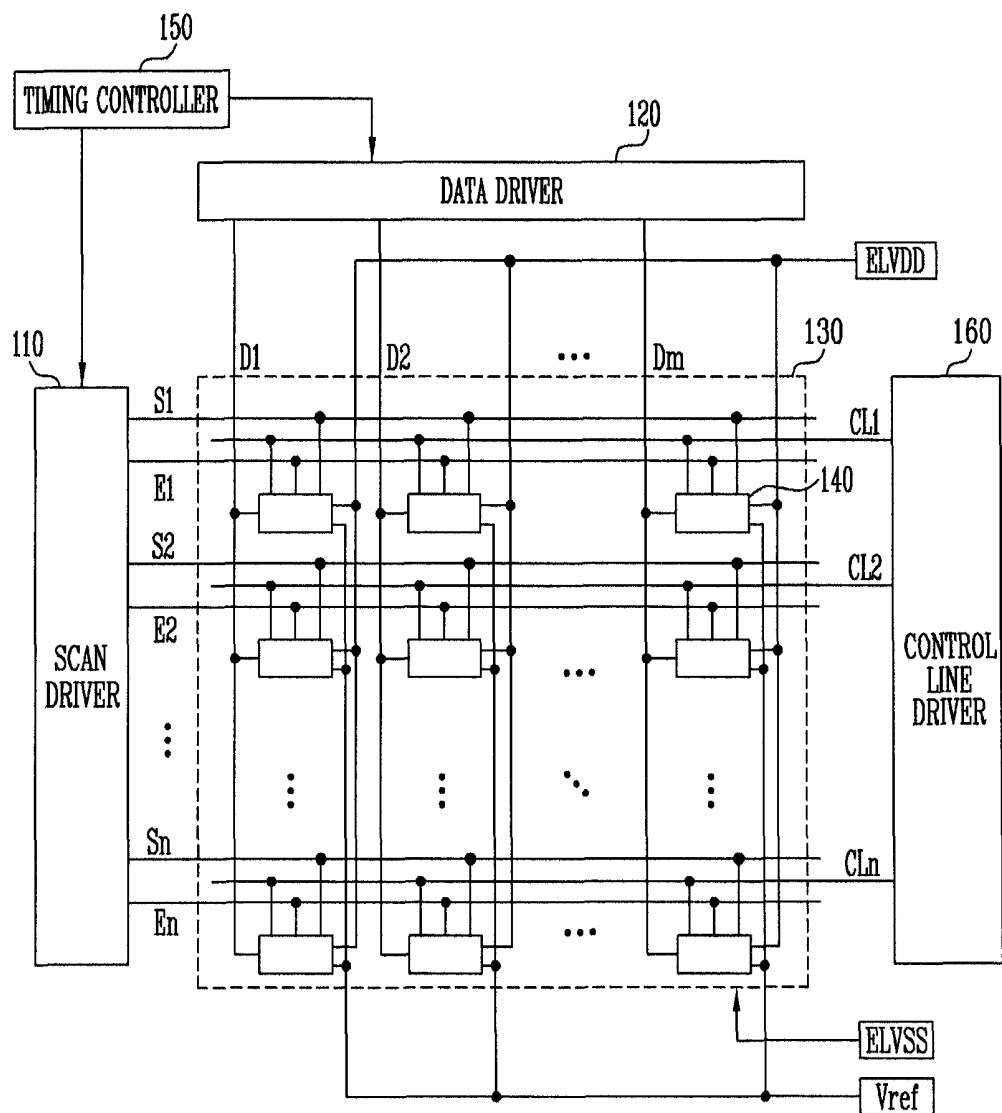 150
TIMING CONTROLLER
120
DATA DRIVER
ELVDD
110
D1
D2
Dm
130
160
S1
CL1
E1
140
S2
CL2
E2
SCAN
DRIVER
CONTROL
LINE
DRIVER
Sn
CLn
En
ELVSS
Vref